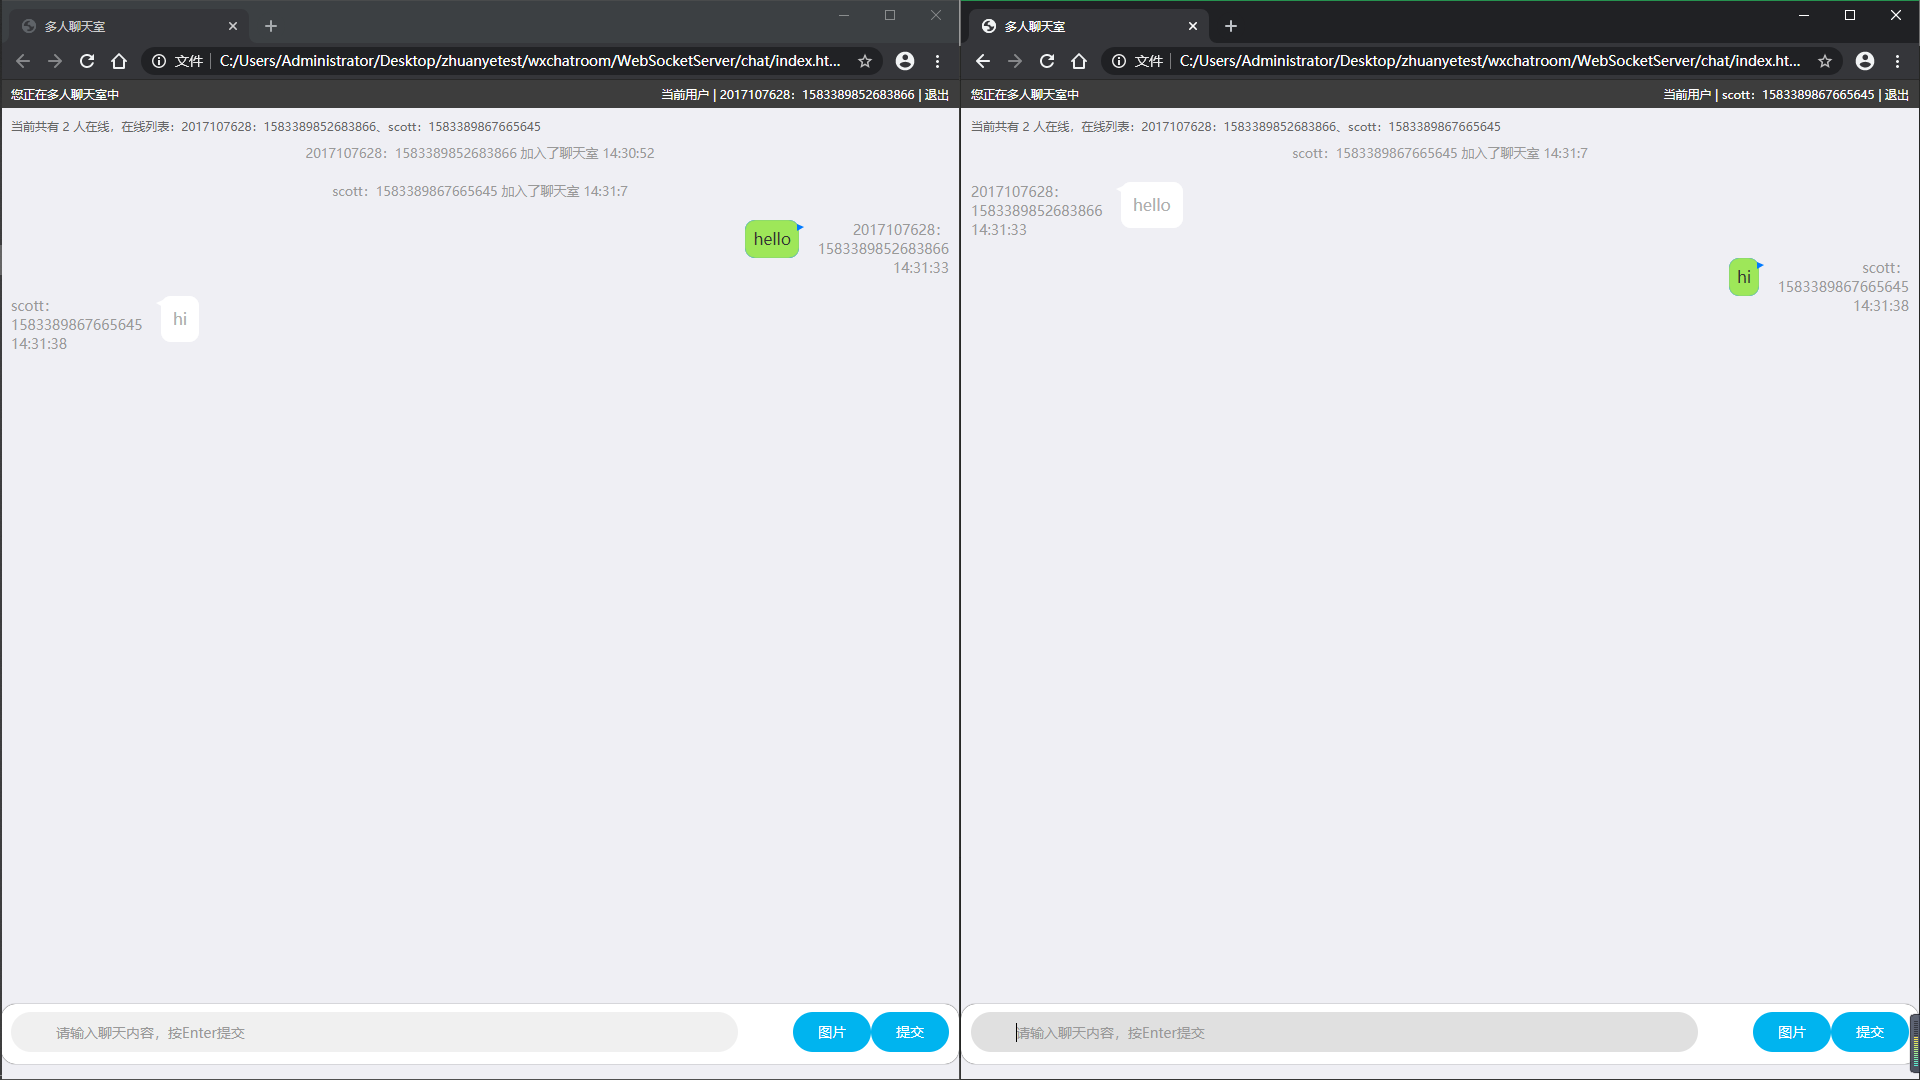 多人聊天室
文件 C:/Users/Administrator/Desktop/zhuanyetest/wxchatroom/WebSocketServer/chat/index.ht...
您正在多人聊天室中 当前用户 | 2017107628：1583389852683866 | 退出
当前共有 2 人在线，在线列表：2017107628：1583389852683866、scott：1583389867665645
2017107628：1583389852683866 加入了聊天室 14:30:52
scott：1583389867665645 加入了聊天室 14:31:7
hello
2017107628：
1583389852683866
14:31:33
scott：
1583389867665645
14:31:38
hi
请输入聊天内容，按Enter提交
图片
提交
多人聊天室
文件 C:/Users/Administrator/Desktop/zhuanyetest/wxchatroom/WebSocketServer/chat/index.ht...
您正在多人聊天室中 当前用户 | scott：1583389867665645 | 退出
当前共有 2 人在线，在线列表：2017107628：1583389852683866、scott：1583389867665645
scott：1583389867665645 加入了聊天室 14:31:7
2017107628：
1583389852683866
14:31:33
hello
hi
scott：
1583389867665645
14:31:38
请输入聊天内容，按Enter提交
图片
提交